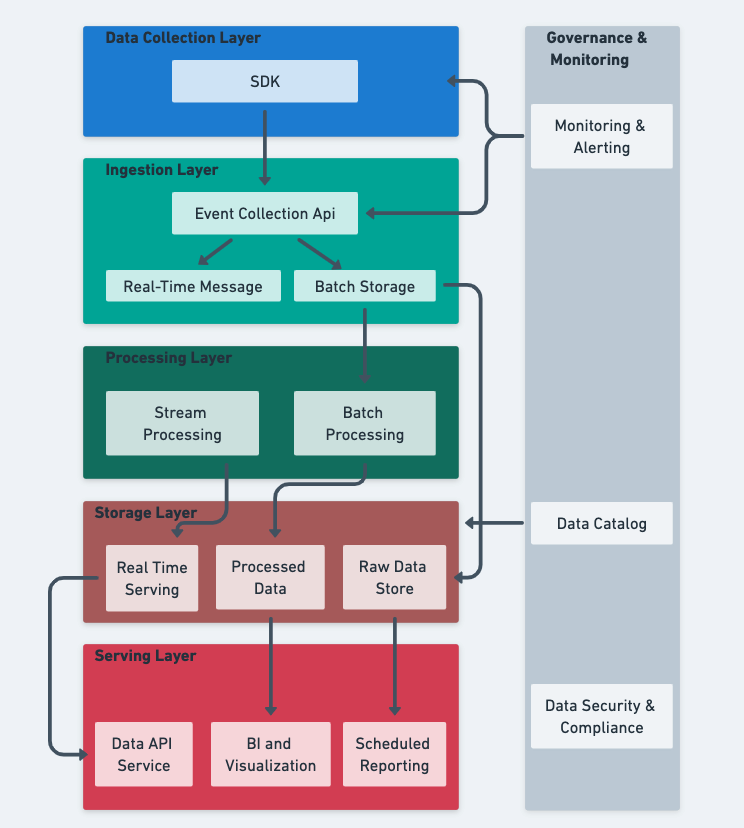 Data Collection Layer
SDK
Ingestion Layer
Event Collection Api
Real-Time Message
Batch Storage
Processing Layer
Stream
Processing
Batch
Processing
Storage Layer
Real Time
Serving
Processed
Data
Raw Data
Store
Serving Layer
Data API
Service
BI and
Visualization
Scheduled
Reporting
Governance &
Monitoring
Monitoring &
Alerting
Data Catalog
Data Security &
Compliance